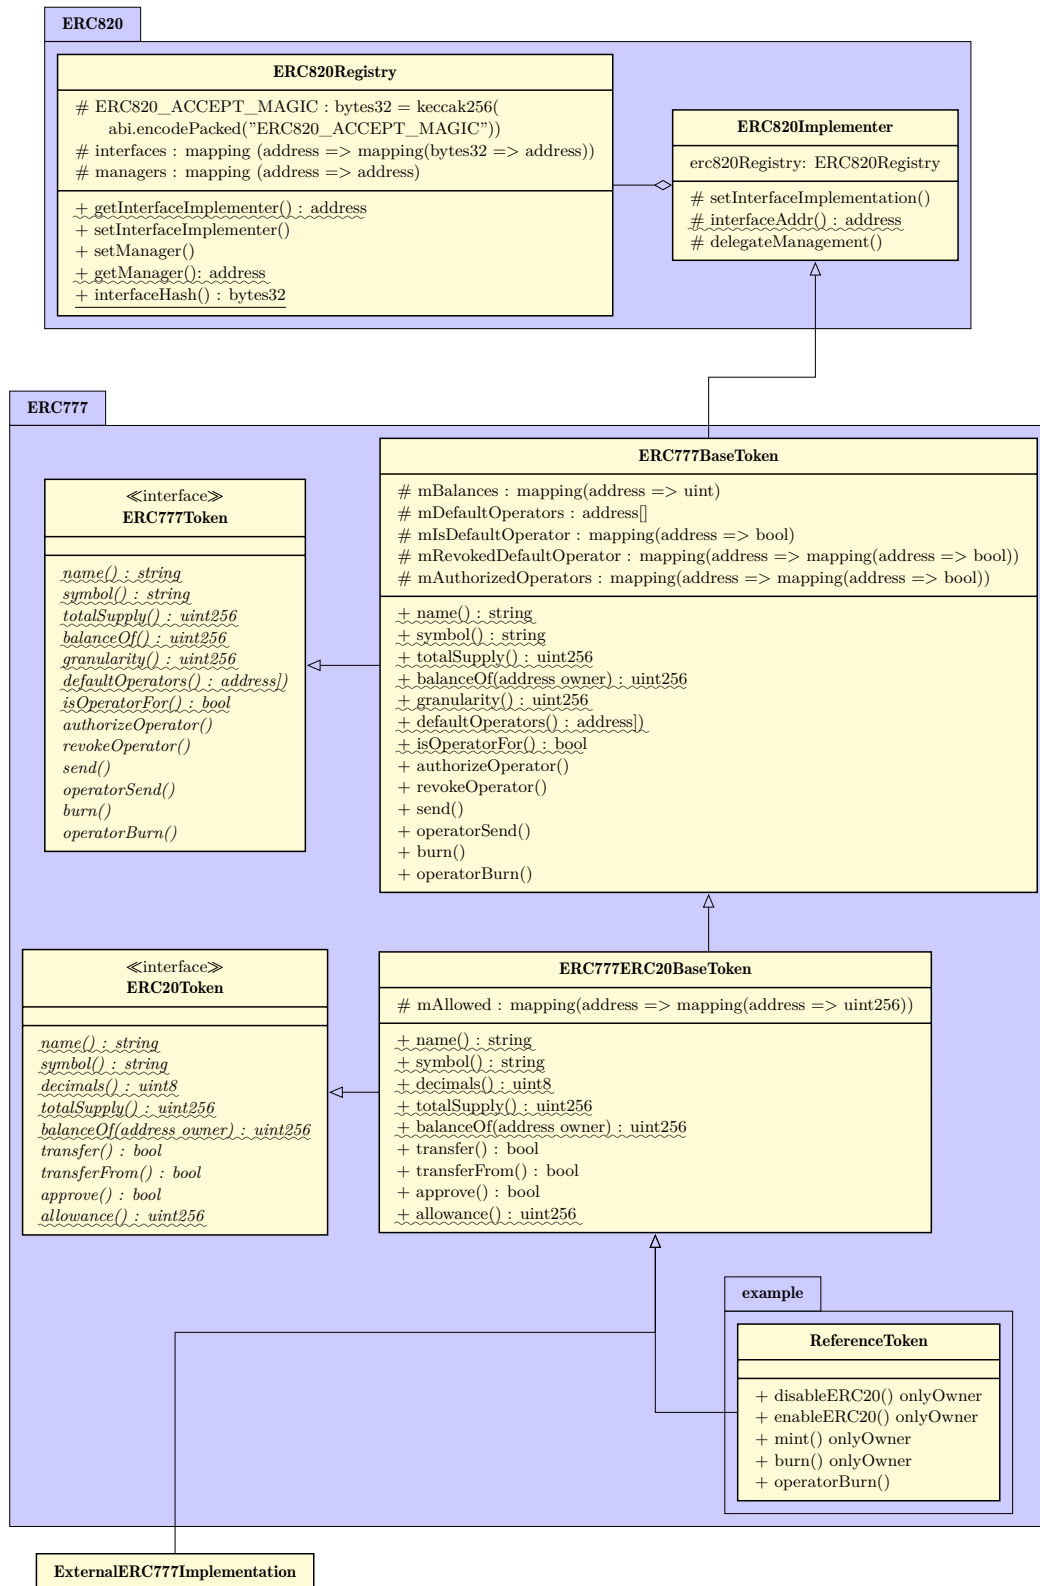 ERC820
ERC820Registry
# ERC820_ACCEPT_MAGIC : bytes32 = keccak256(
abi.encodePacked(”ERC820_ACCEPT_MAGIC”))
# interfaces : mapping (address => mapping(bytes32 => address))
# managers : mapping (address => address)
+ getInterfaceImplementer() : address
+ setInterfaceImplementer()
+ setManager()
+ getManager(): address
+ interfaceHash() : bytes32
ERC820Implementer
erc820Registry: ERC820Registry
# setInterfaceImplementation()
# interfaceAddr() : address
# delegateManagement()
ERC777
≪interface≫
ERC777Token
name() : string
symbol() : string
totalSupply() : uint256
balanceOf() : uint256
granularity() : uint256
defaultOperators() : address[)
isOperatorFor() : bool
authorizeOperator()
revokeOperator()
send()
operatorSend()
burn()
operatorBurn()
ERC777BaseToken
# mBalances : mapping(address => uint)
# mDefaultOperators : address[]
# mIsDefaultOperator : mapping(address => bool)
# mRevokedDefaultOperator : mapping(address => mapping(address => bool))
# mAuthorizedOperators : mapping(address => mapping(address => bool))
+ name() : string
+ symbol() : string
+ totalSupply() : uint256
+ balanceOf(address owner) : uint256
+ granularity() : uint256
+ defaultOperators() : address])
+ isOperatorFor() : bool
+ authorizeOperator()
+ revokeOperator()
+ send()
+ operatorSend()
+ burn()
+ operatorBurn()
≪interface≫
ERC20Token
name() : string
symbol() : string
decimals() : uint8
totalSupply() : uint256
balanceOf(address owner) : uint256
transfer() : bool
transferFrom() : bool
approve() : bool
allowance() : uint256
ERC777ERC20BaseToken
# mAllowed : mapping(address => mapping(address => uint256))
+ name() : string
+ symbol() : string
+ decimals() : uint8
+ totalSupply() : uint256
+ balanceOf(address owner) : uint256
+ transfer() : bool
+ transferFrom() : bool
+ approve() : bool
+ allowance() : uint256
example
ReferenceToken
+ disableERC20() onlyOwner
+ enableERC20() onlyOwner
+ mint() onlyOwner
+ burn() onlyOwner
+ operatorBurn()
ExternalERC777Implementation